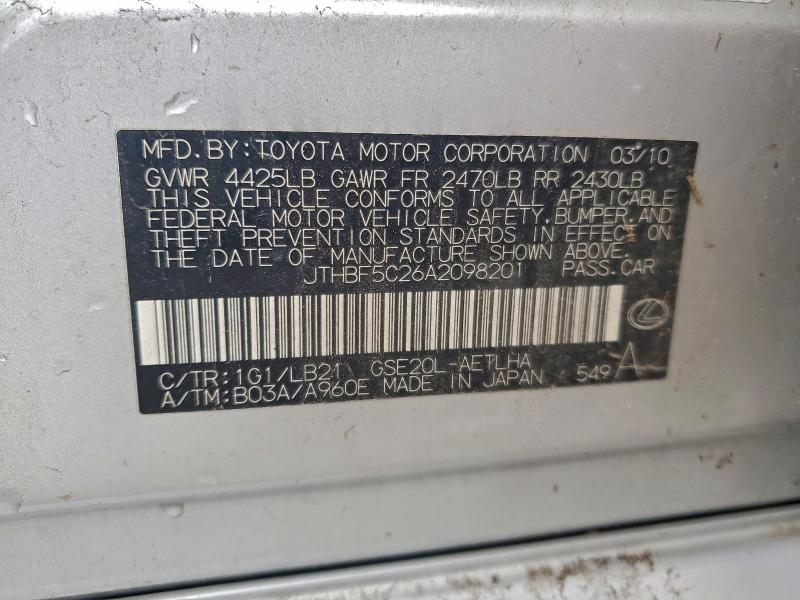 MFD. BY: TOYOTA MOTOR CORPORATION 03/10
GVWR 4425LB GAWR FR 2470LB RR 2430LB
THIS VEHICLE CONFORMS TO ALL APPLICABLE
FEDERAL MOTOR VEHICLE SAFETY, BUMPER, AND
THEFT PREVENTION STANDARDS IN EFFECT ON
THE DATE OF MANUFACTURE SHOWN ABOVE.
JTHBF5C26A2098201 PASS. CAR
C/TR: 1G1/LB21 GSE20L-AETLHA
A/TM: B03A/A960E MADE IN JAPAN 549 A